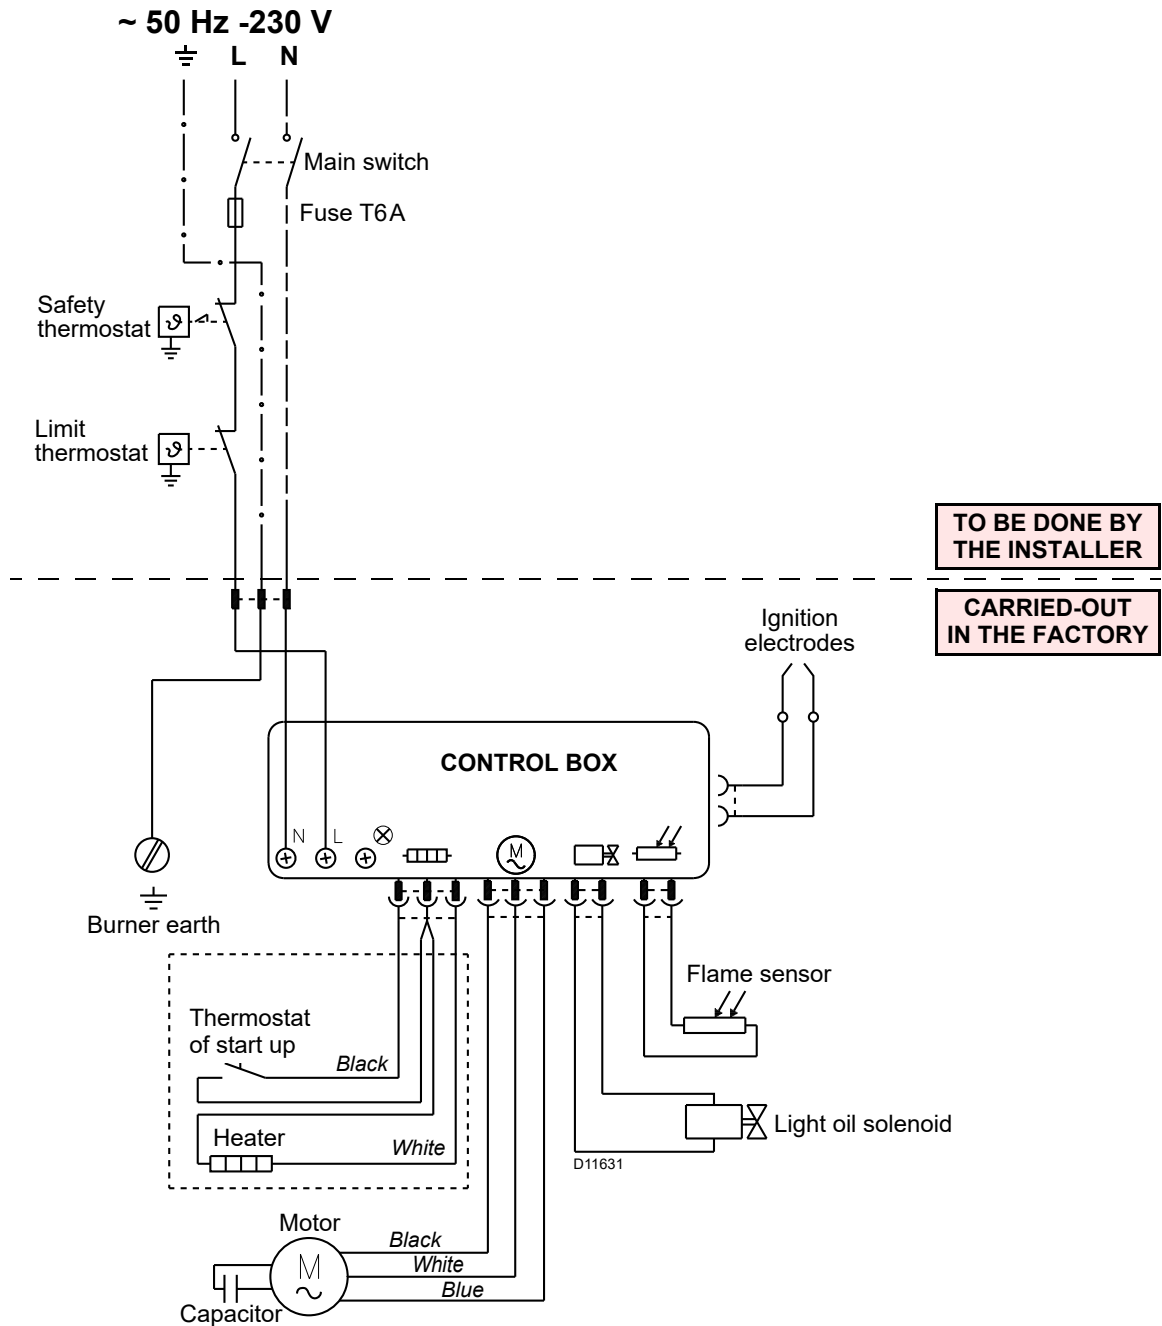 ~ 50 Hz -230 V
L N
Main switch
Fuse T6A
Safety
thermostat
Limit
thermostat
TO BE DONE BY
THE INSTALLER
CARRIED-OUT
IN THE FACTORY
Ignition
electrodes
CONTROL BOX
N L
M
Burner earth
Flame sensor
Thermostat
of start up
Black
Light oil solenoid
Heater
White
D11631
Motor
Black
M
White
Blue
Capacitor